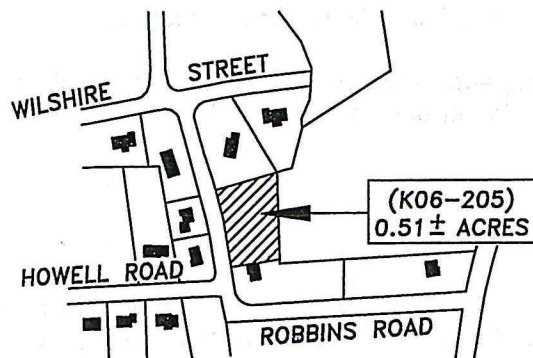 WILSHIRE STREET
(K06-205)
0.51± ACRES
HOWELL ROAD
ROBBINS ROAD